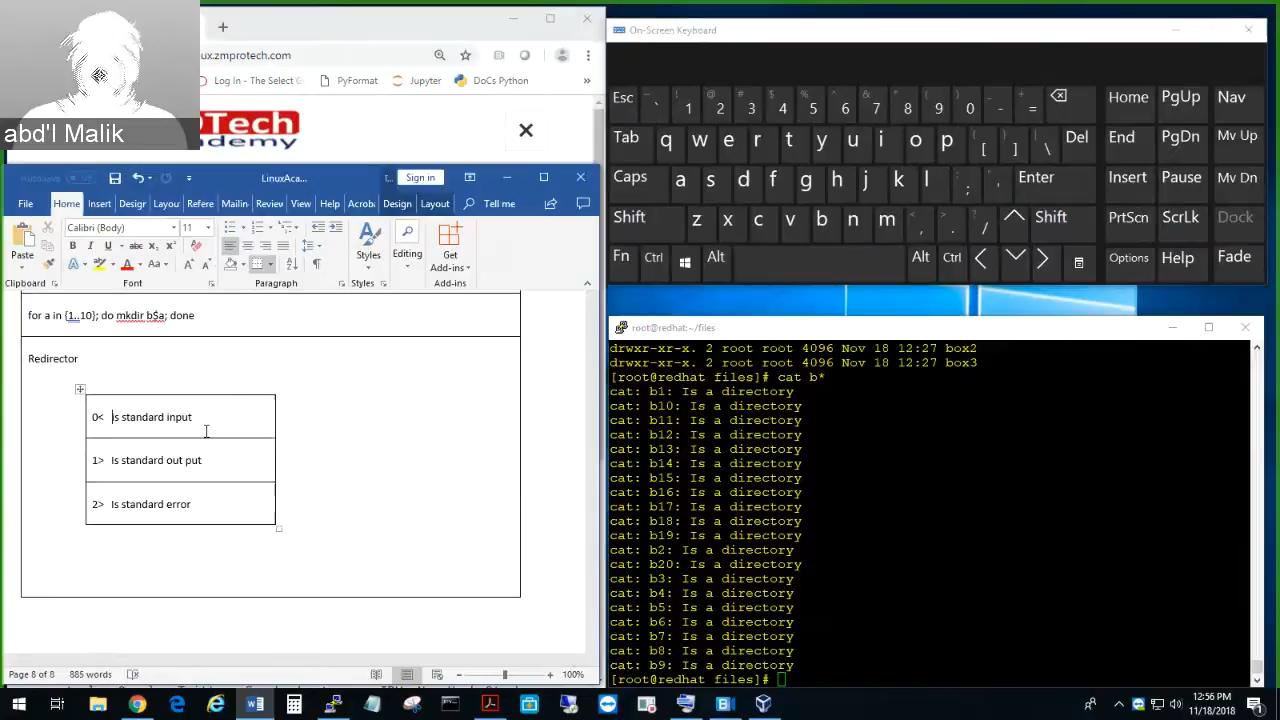 abd'l Malik
ux.zmprotech.com
Log In - The Select G
PyFormat
Jupyter
DoCs Python
Tech
demy
AutoSave
LinuxAca...
Sign in
File
Home
Insert
Design
Layou
Refere
Mailin
Review
View
Help
Acroba
Design
Layout
Tell me
Paste
Calibri (Body)
11
B I U abc x₂ x²
Aa
Styles
Editing
Get
Add-ins
Clipboard
Font
Paragraph
Styles
Add-ins
for a in {1..10}; do mkdir b$a; done
Redirector
0< Is standard input
1> Is standard out put
2> Is standard error
Page 8 of 8
885 words
100%
On-Screen Keyboard
Esc ~ ` ! 1 @ 2 # 3 $ 4 % 5 ^ 6 & 7 * 8 ( 9 ) 0 _ - + = Home PgUp Nav
Tab q w e r t y u i o p { [ } ] | \ Del End PgDn Mv Up
Caps a s d f g h j k l : ; " ' Enter Insert Pause Mv Dn
Shift z x c v b n m < , > . ? / Shift PrtScn ScrLk Dock
Fn Ctrl Alt Alt Ctrl Options Help Fade
root@redhat:~/files
drwxr-xr-x. 2 root root 4096 Nov 18 12:27 box2
drwxr-xr-x. 2 root root 4096 Nov 18 12:27 box3
[root@redhat files]# cat b*
cat: b1: Is a directory
cat: b10: Is a directory
cat: b11: Is a directory
cat: b12: Is a directory
cat: b13: Is a directory
cat: b14: Is a directory
cat: b15: Is a directory
cat: b16: Is a directory
cat: b17: Is a directory
cat: b18: Is a directory
cat: b19: Is a directory
cat: b2: Is a directory
cat: b20: Is a directory
cat: b3: Is a directory
cat: b4: Is a directory
cat: b5: Is a directory
cat: b6: Is a directory
cat: b7: Is a directory
cat: b8: Is a directory
cat: b9: Is a directory
[root@redhat files]#
12:56 PM
11/18/2018